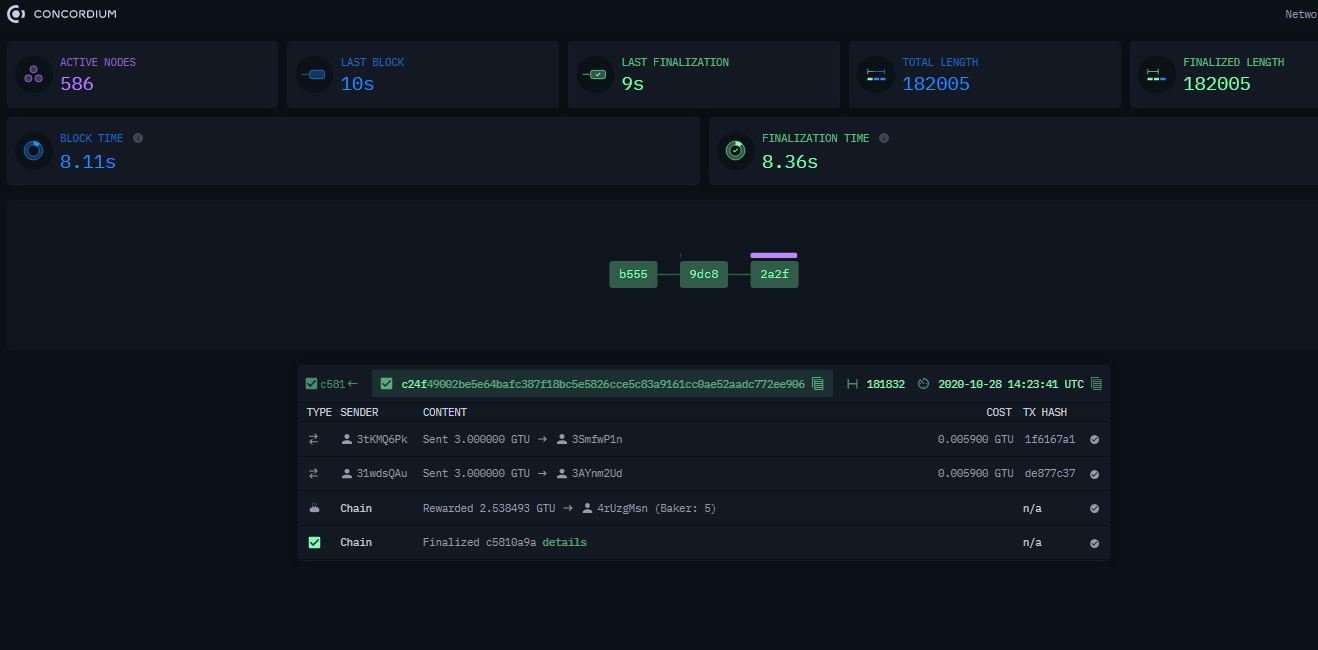 CONCORDIUM
Netwo
ACTIVE NODES
586
LAST BLOCK
10s
LAST FINALIZATION
9s
TOTAL LENGTH
182005
FINALIZED LENGTH
182005
BLOCK TIME
8.11s
FINALIZATION TIME
8.36s
b555 9dc8 2a2f
c581← c24f49002be5e64bafc387f18bc5e5826cce5c83a9161cc0ae52aadc772ee906 181832 2020-10-28 14:23:41 UTC
TYPE SENDER CONTENT COST TX HASH
3tKMQ6Pk Sent 3.000000 GTU → 3SmfwP1n 0.005900 GTU 1f6167a1
31wdsQAu Sent 3.000000 GTU → 3AYnm2Ud 0.005900 GTU de877c37
Chain Rewarded 2.538493 GTU → 4rUzgMsn (Baker: 5) n/a
Chain Finalized c5810a9a details n/a